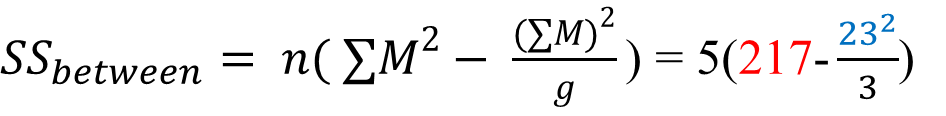 SS_between = n( ∑M² − (∑M)²/g ) = 5(217-23²/3)